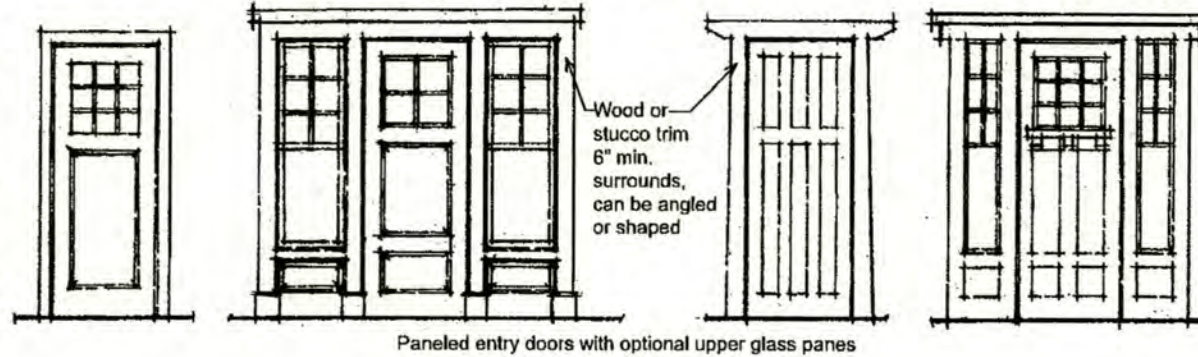 Wood or
stucco trim
6" min.
surrounds,
can be angled
or shaped
Paneled entry doors with optional upper glass panes